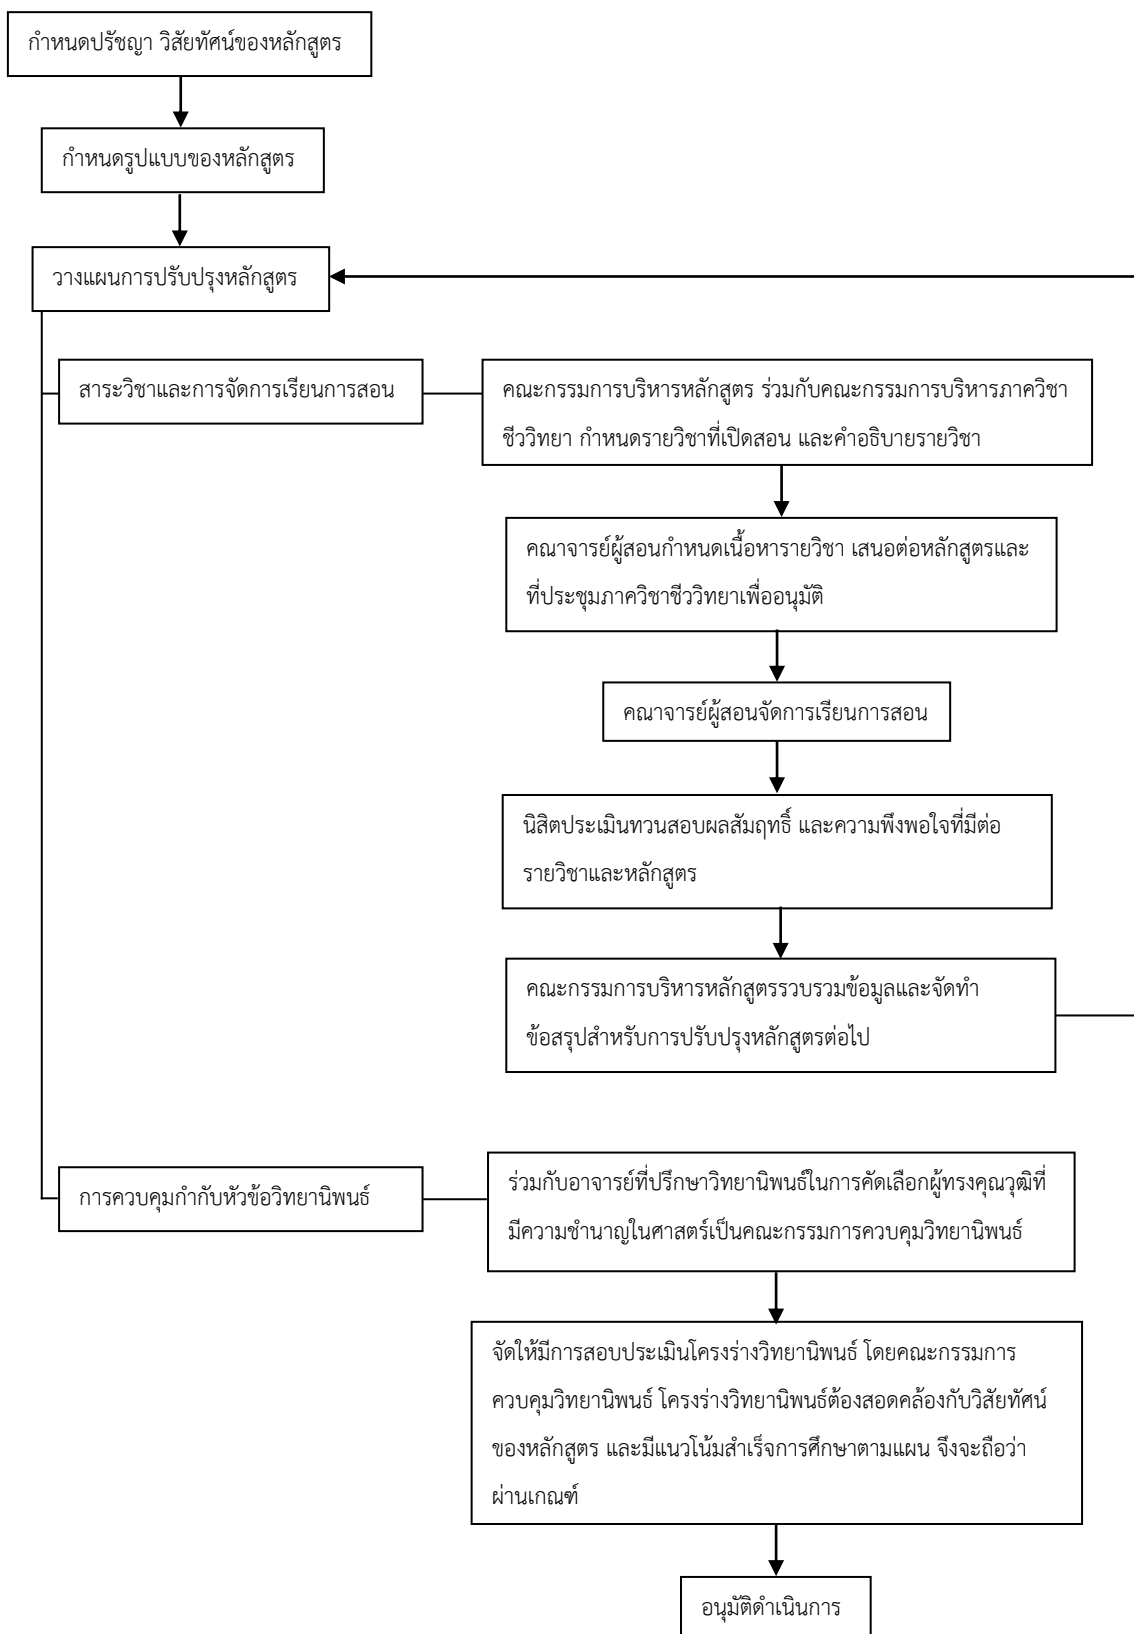 กำหนดปรัชญา วิสัยทัศน์ของหลักสูตร
กำหนดรูปแบบของหลักสูตร
วางแผนการปรับปรุงหลักสูตร
สาระวิชาและการจัดการเรียนการสอน
คณะกรรมการบริหารหลักสูตร ร่วมกับคณะกรรมการบริหารภาควิชา
ชีววิทยา กำหนดรายวิชาที่เปิดสอน และคำอธิบายรายวิชา
คณาจารย์ผู้สอนกำหนดเนื้อหารายวิชา เสนอต่อหลักสูตรและ
ที่ประชุมภาควิชาชีววิทยาเพื่ออนุมัติ
คณาจารย์ผู้สอนจัดการเรียนการสอน
นิสิตประเมินทวนสอบผลสัมฤทธิ์ และความพึงพอใจที่มีต่อ
รายวิชาและหลักสูตร
คณะกรรมการบริหารหลักสูตรรวบรวมข้อมูลและจัดทำ
ข้อสรุปสำหรับการปรับปรุงหลักสูตรต่อไป
การควบคุมกำกับหัวข้อวิทยานิพนธ์
ร่วมกับอาจารย์ที่ปรึกษาวิทยานิพนธ์ในการคัดเลือกผู้ทรงคุณวุฒิที่
มีความชำนาญในศาสตร์เป็นคณะกรรมการควบคุมวิทยานิพนธ์
จัดให้มีการสอบประเมินโครงร่างวิทยานิพนธ์ โดยคณะกรรมการ
ควบคุมวิทยานิพนธ์ โครงร่างวิทยานิพนธ์ต้องสอดคล้องกับวิสัยทัศน์
ของหลักสูตร และมีแนวโน้มสำเร็จการศึกษาตามแผน จึงจะถือว่า
ผ่านเกณฑ์
อนุมัติดำเนินการ